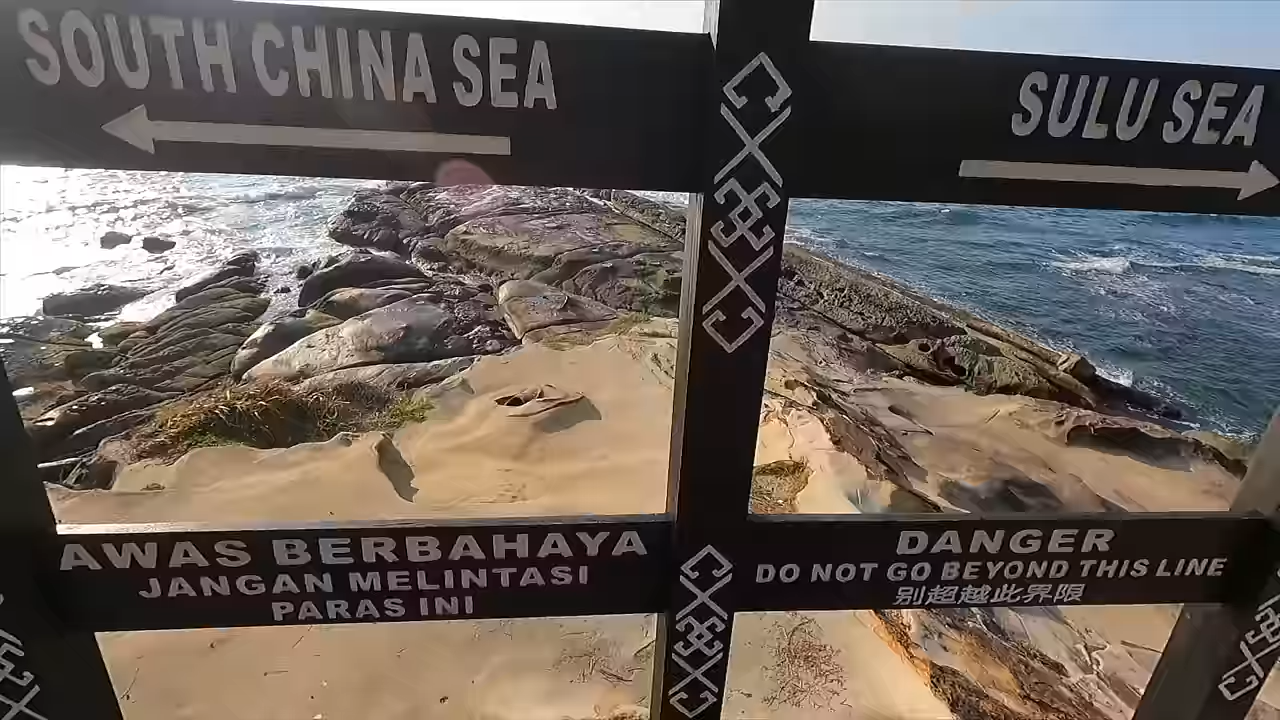 SOUTH CHINA SEA
SULU SEA
AWAS BERBAHAYA
JANGAN MELINTASI
PARAS INI
DANGER
DO NOT GO BEYOND THIS LINE
别超越此界限